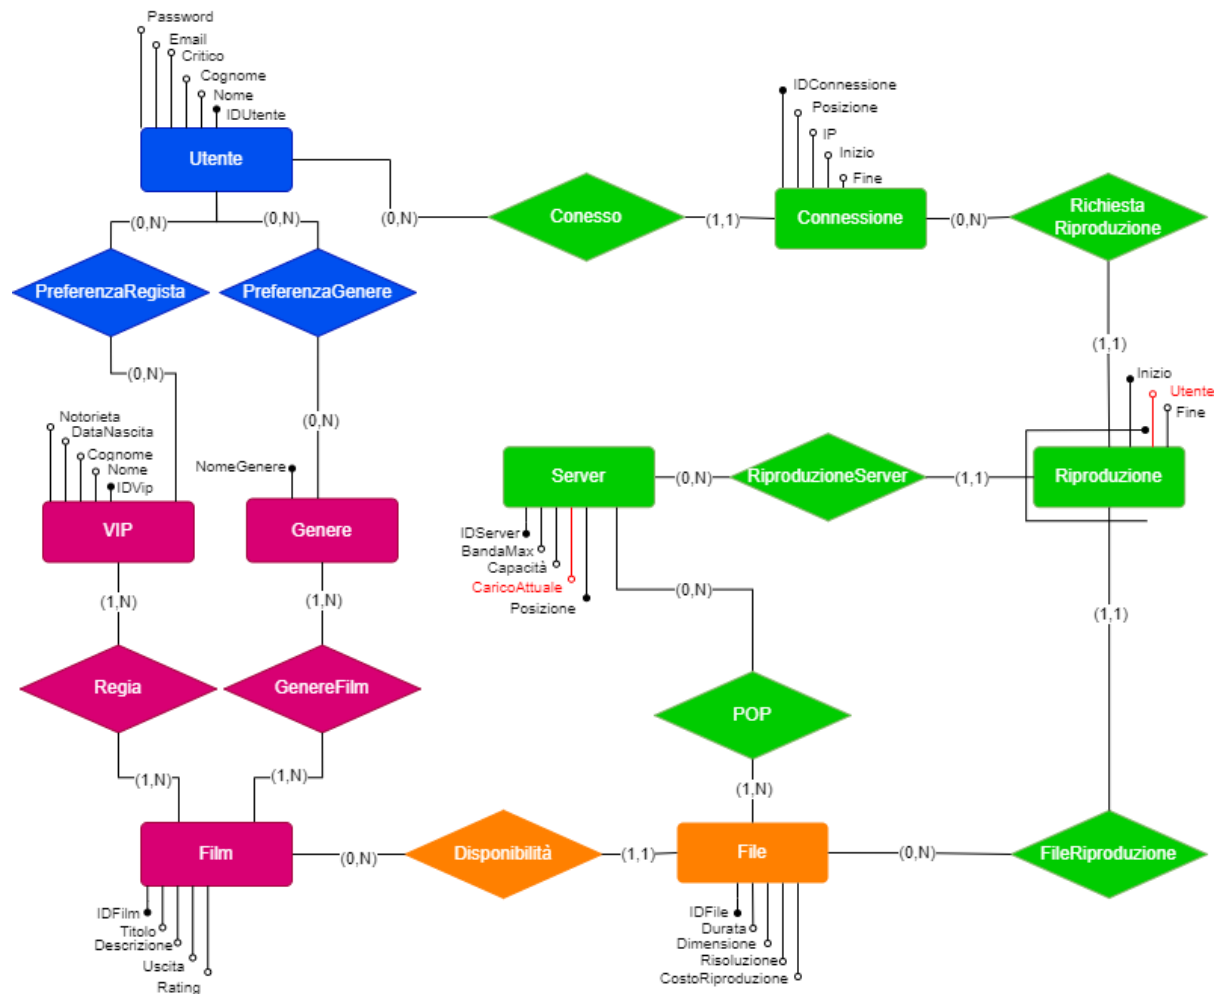 Password
Email
Critico
Cognome
Nome
IDUtente
Utente
IDConnessione
Posizione
IP
Inizio
Fine
Connessione
Conesso
Richiesta
Riproduzione
(0,N)
(0,N)
(0,N)
(1,1)
(0,N)
PreferenzaRegista
PreferenzaGenere
(1,1)
(0,N)
Inizio
Utente
Fine
Notorieta
DataNascita
Cognome
Nome
IDVip
(0,N)
NomeGenere
VIP
Genere
Server
(0,N)
RiproduzioneServer
(1,1)
Riproduzione
IDServer
BandaMax
Capacità
CaricoAttuale
Posizione
(0,N)
(1,N)
(1,N)
(1,1)
Regia
GenereFilm
POP
(1,N)
(1,N)
(1,N)
Film
(0,N)
Disponibilità
(1,1)
File
(0,N)
FileRiproduzione
IDFilm
Titolo
Descrizione
Uscita
Rating
IDFile
Durata
Dimensione
Risoluzione
CostoRiproduzione